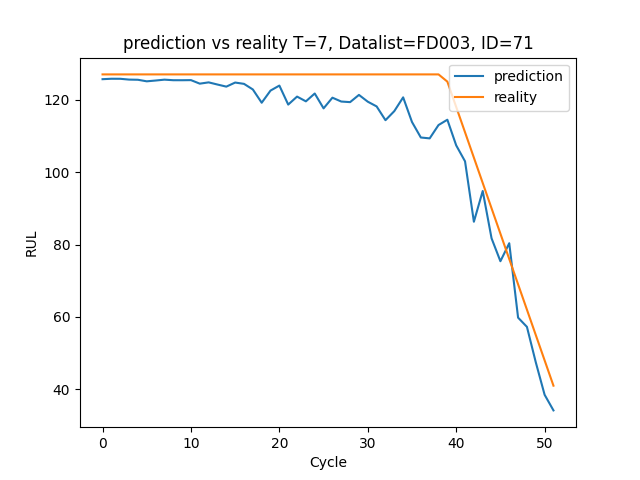 prediction vs reality T=7, Datalist=FD003, ID=71
prediction
reality
RUL
120
100
80
60
40
0 10 20 30 40 50
Cycle